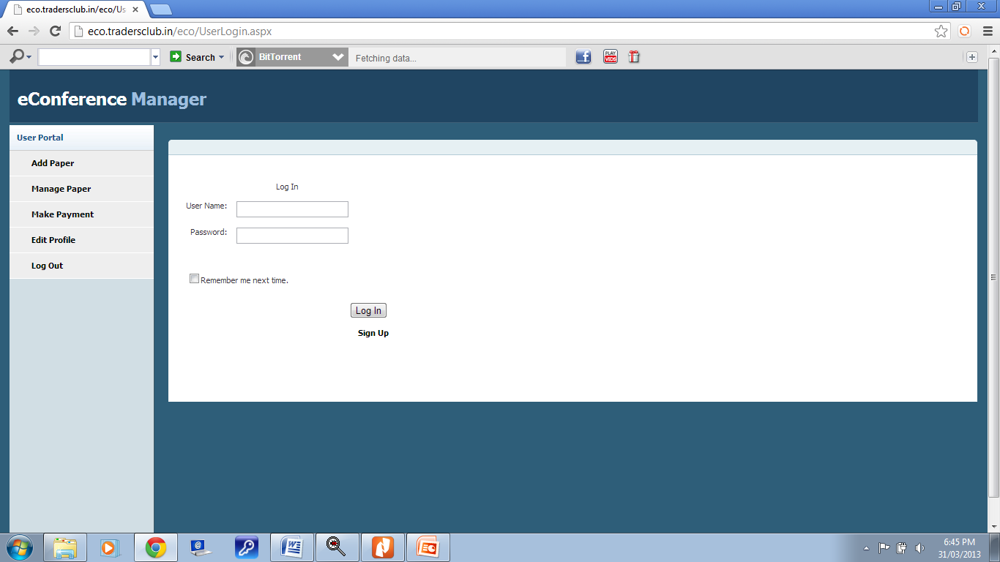 eco.tradersclub.in/eco/Us
eco.tradersclub.in/eco/UserLogin.aspx
Search
BitTorrent
Fetching data...
PLAY
VIDS
eConference Manager
User Portal
Add Paper
Manage Paper
Make Payment
Edit Profile
Log Out
Log In
User Name:
Password:
Remember me next time.
Log In
Sign Up
6:45 PM
31/03/2013